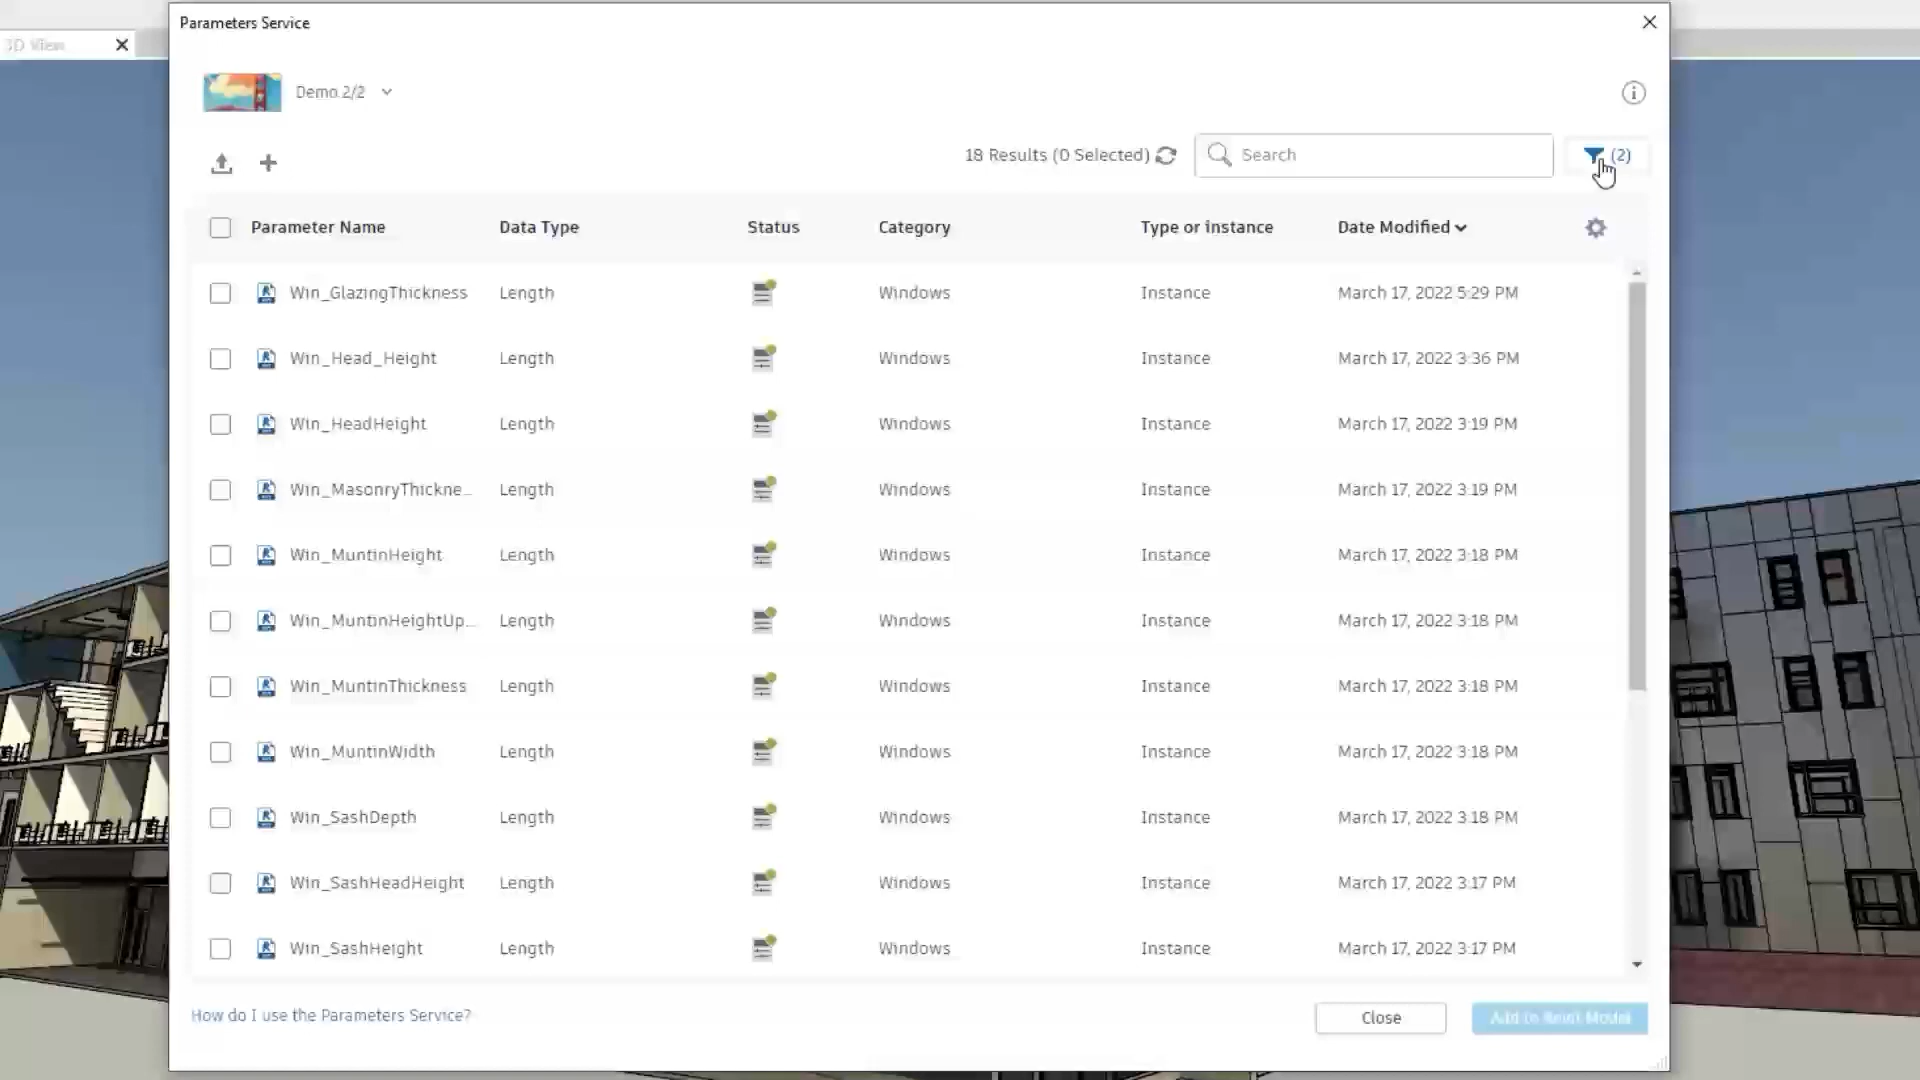 Parameters Service
3D View
Demo 2/2
18 Results (0 Selected)
Search
(2)
Parameter Name Data Type Status Category Type or instance Date Modified
Win_GlazingThickness Length Windows Instance March 17, 2022 5:29 PM
Win_Head_Height Length Windows Instance March 17, 2022 3:36 PM
Win_HeadHeight Length Windows Instance March 17, 2022 3:19 PM
Win_MasonryThickne... Length Windows Instance March 17, 2022 3:19 PM
Win_MuntinHeight Length Windows Instance March 17, 2022 3:18 PM
Win_MuntinHeightUp... Length Windows Instance March 17, 2022 3:18 PM
Win_MuntinThickness Length Windows Instance March 17, 2022 3:18 PM
Win_MuntinWidth Length Windows Instance March 17, 2022 3:18 PM
Win_SashDepth Length Windows Instance March 17, 2022 3:18 PM
Win_SashHeadHeight Length Windows Instance March 17, 2022 3:17 PM
Win_SashHeight Length Windows Instance March 17, 2022 3:17 PM
How do I use the Parameters Service?
Close
Add to Revit Model